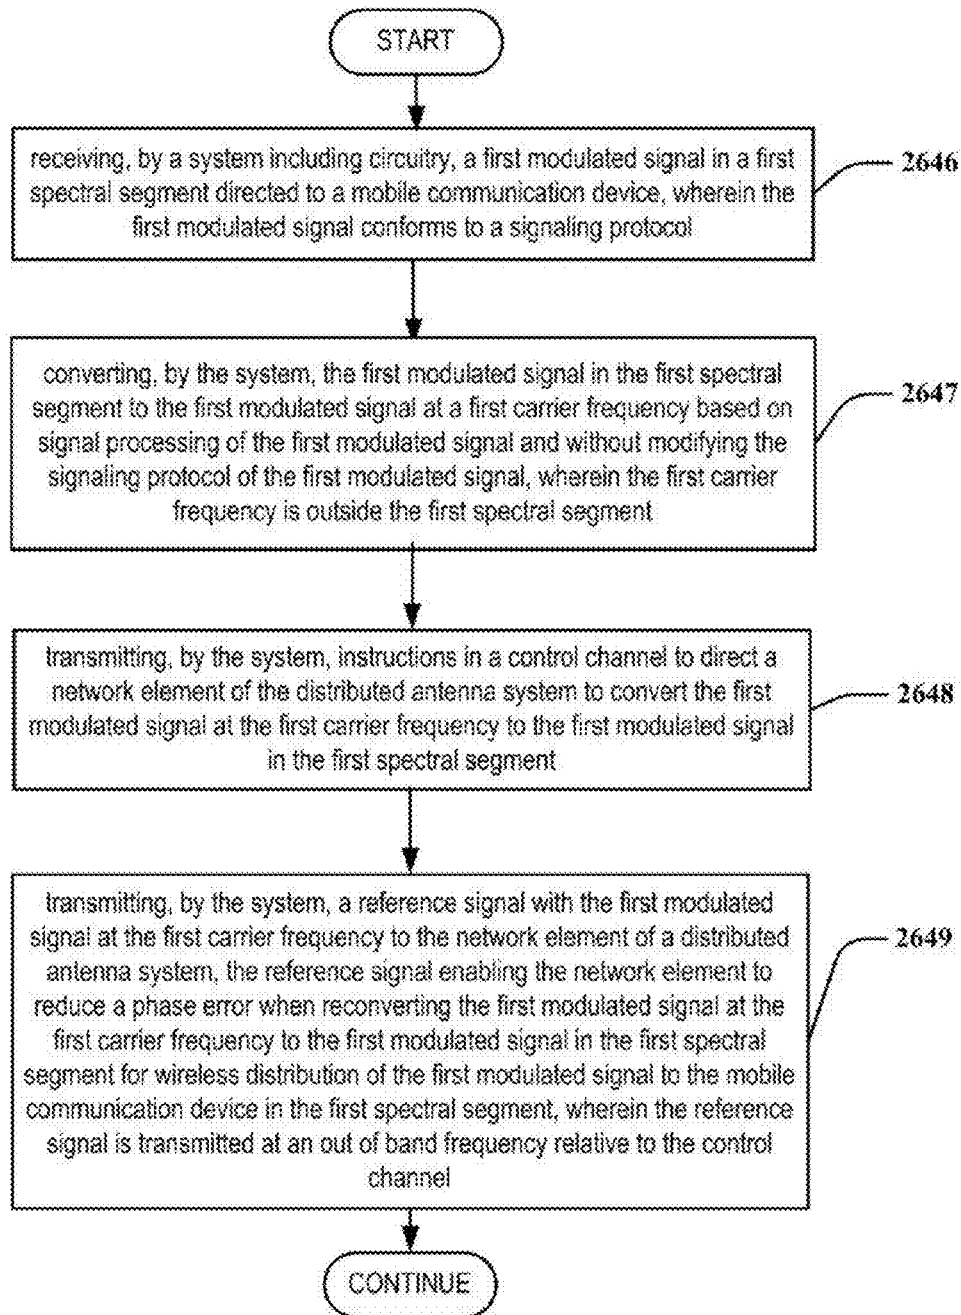 START
receiving, by a system including circuitry, a first modulated signal in a first
spectral segment directed to a mobile communication device, wherein the
first modulated signal conforms to a signaling protocol
2646
converting, by the system, the first modulated signal in the first spectral
segment to the first modulated signal at a first carrier frequency based on
signal processing of the first modulated signal and without modifying the
signaling protocol of the first modulated signal, wherein the first carrier
frequency is outside the first spectral segment
2647
transmitting, by the system, instructions in a control channel to direct a
network element of the distributed antenna system to convert the first
modulated signal at the first carrier frequency to the first modulated signal
in the first spectral segment
2648
transmitting, by the system, a reference signal with the first modulated
signal at the first carrier frequency to the network element of a distributed
antenna system, the reference signal enabling the network element to
reduce a phase error when reconverting the first modulated signal at the
first carrier frequency to the first modulated signal in the first spectral
segment for wireless distribution of the first modulated signal to the mobile
communication device in the first spectral segment, wherein the reference
signal is transmitted at an out of band frequency relative to the control
channel
2649
CONTINUE